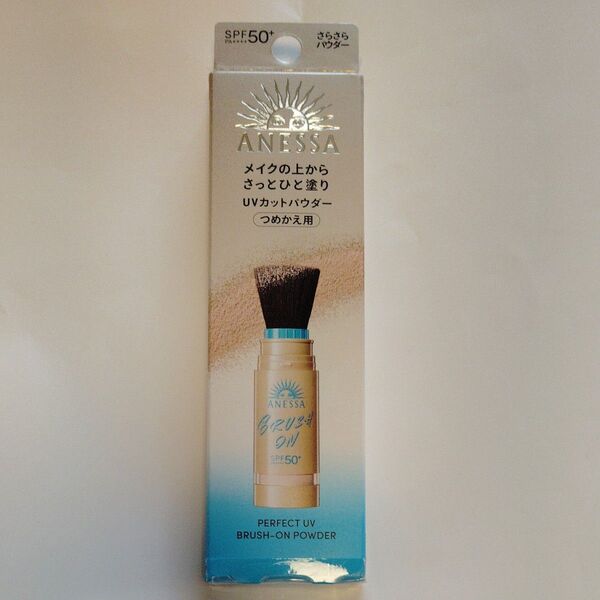 SPF50+
PA++++
さらさら
パウダー
ANESSA
メイクの上から
さっとひと塗り
UVカットパウダー
つめかえ用
ANESSA
BRUSH
ON
SPF50+
PA++++
PERFECT UV
BRUSH-ON POWDER